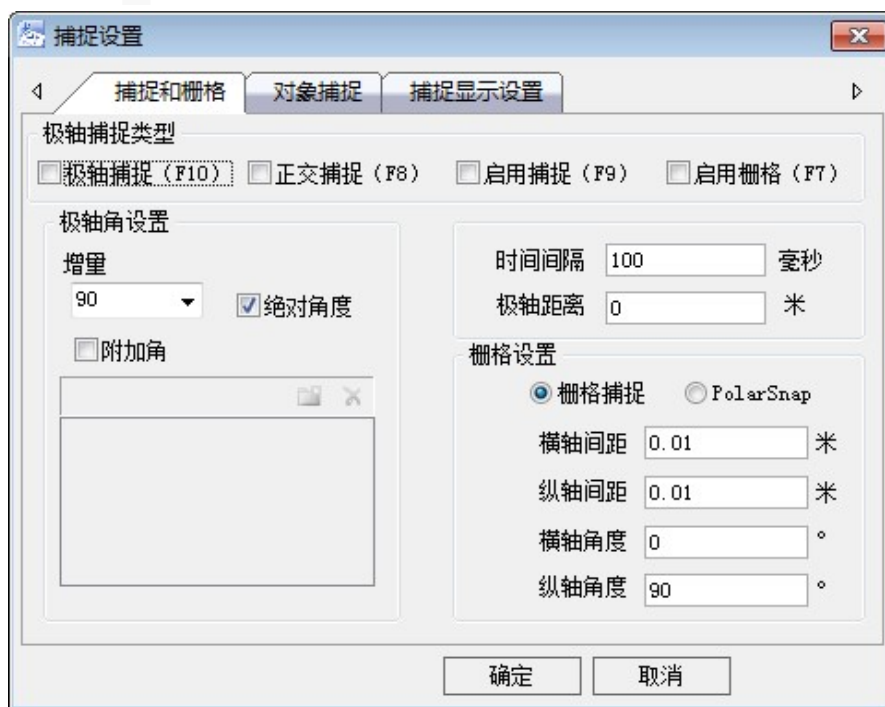 捕捉设置
捕捉和栅格 对象捕捉 捕捉显示设置
极轴捕捉类型
极轴捕捉（F10） 正交捕捉（F8） 启用捕捉（F9） 启用栅格（F7）
极轴角设置
增量
90 绝对角度
附加角
时间间隔 100 毫秒
极轴距离 0 米
栅格设置
栅格捕捉 PolarSnap
横轴间距 0.01 米
纵轴间距 0.01 米
横轴角度 0 °
纵轴角度 90 °
确定 取消